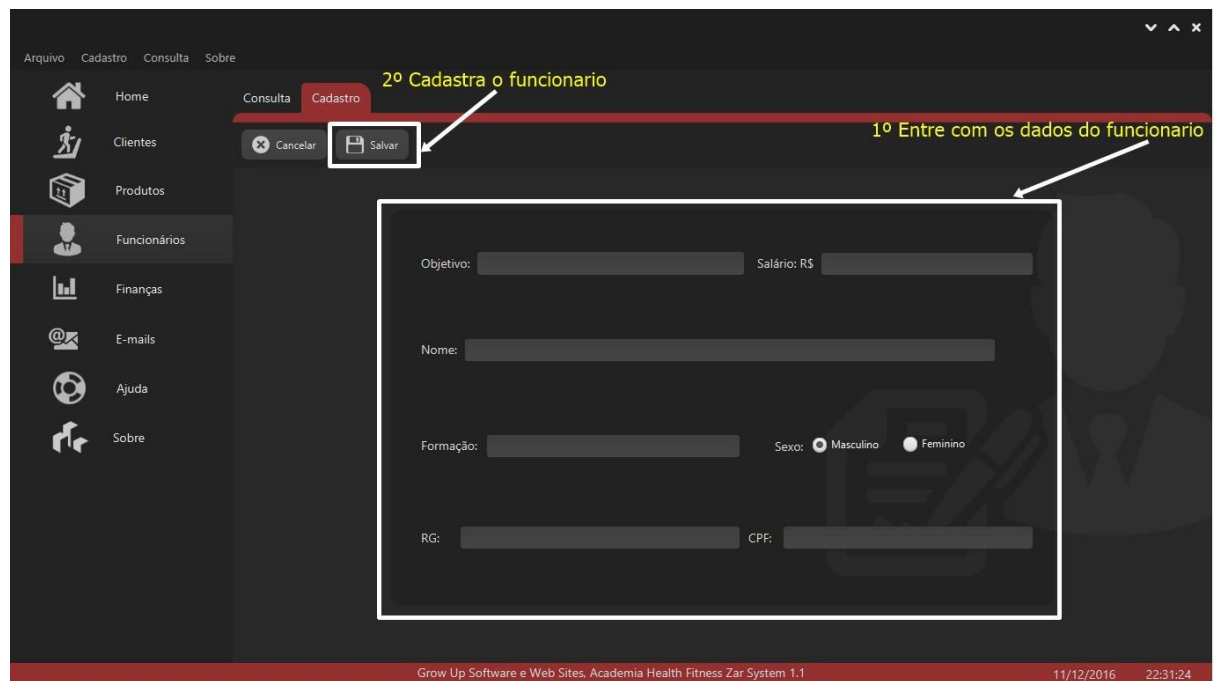 Arquivo Cadastro Consulta Sobre
2º Cadastra o funcionario
Home
Consulta Cadastro
1º Entre com os dados do funcionario
Clientes
Cancelar Salvar
Produtos
Funcionários
Objetivo: Salário: R$
Finanças
E-mails
Nome:
Ajuda
Sobre
Formação: Sexo: Masculino Feminino
RG: CPF:
Grow Up Software e Web Sites, Academia Health Fitness Zar System 1.1 11/12/2016 22:31:24